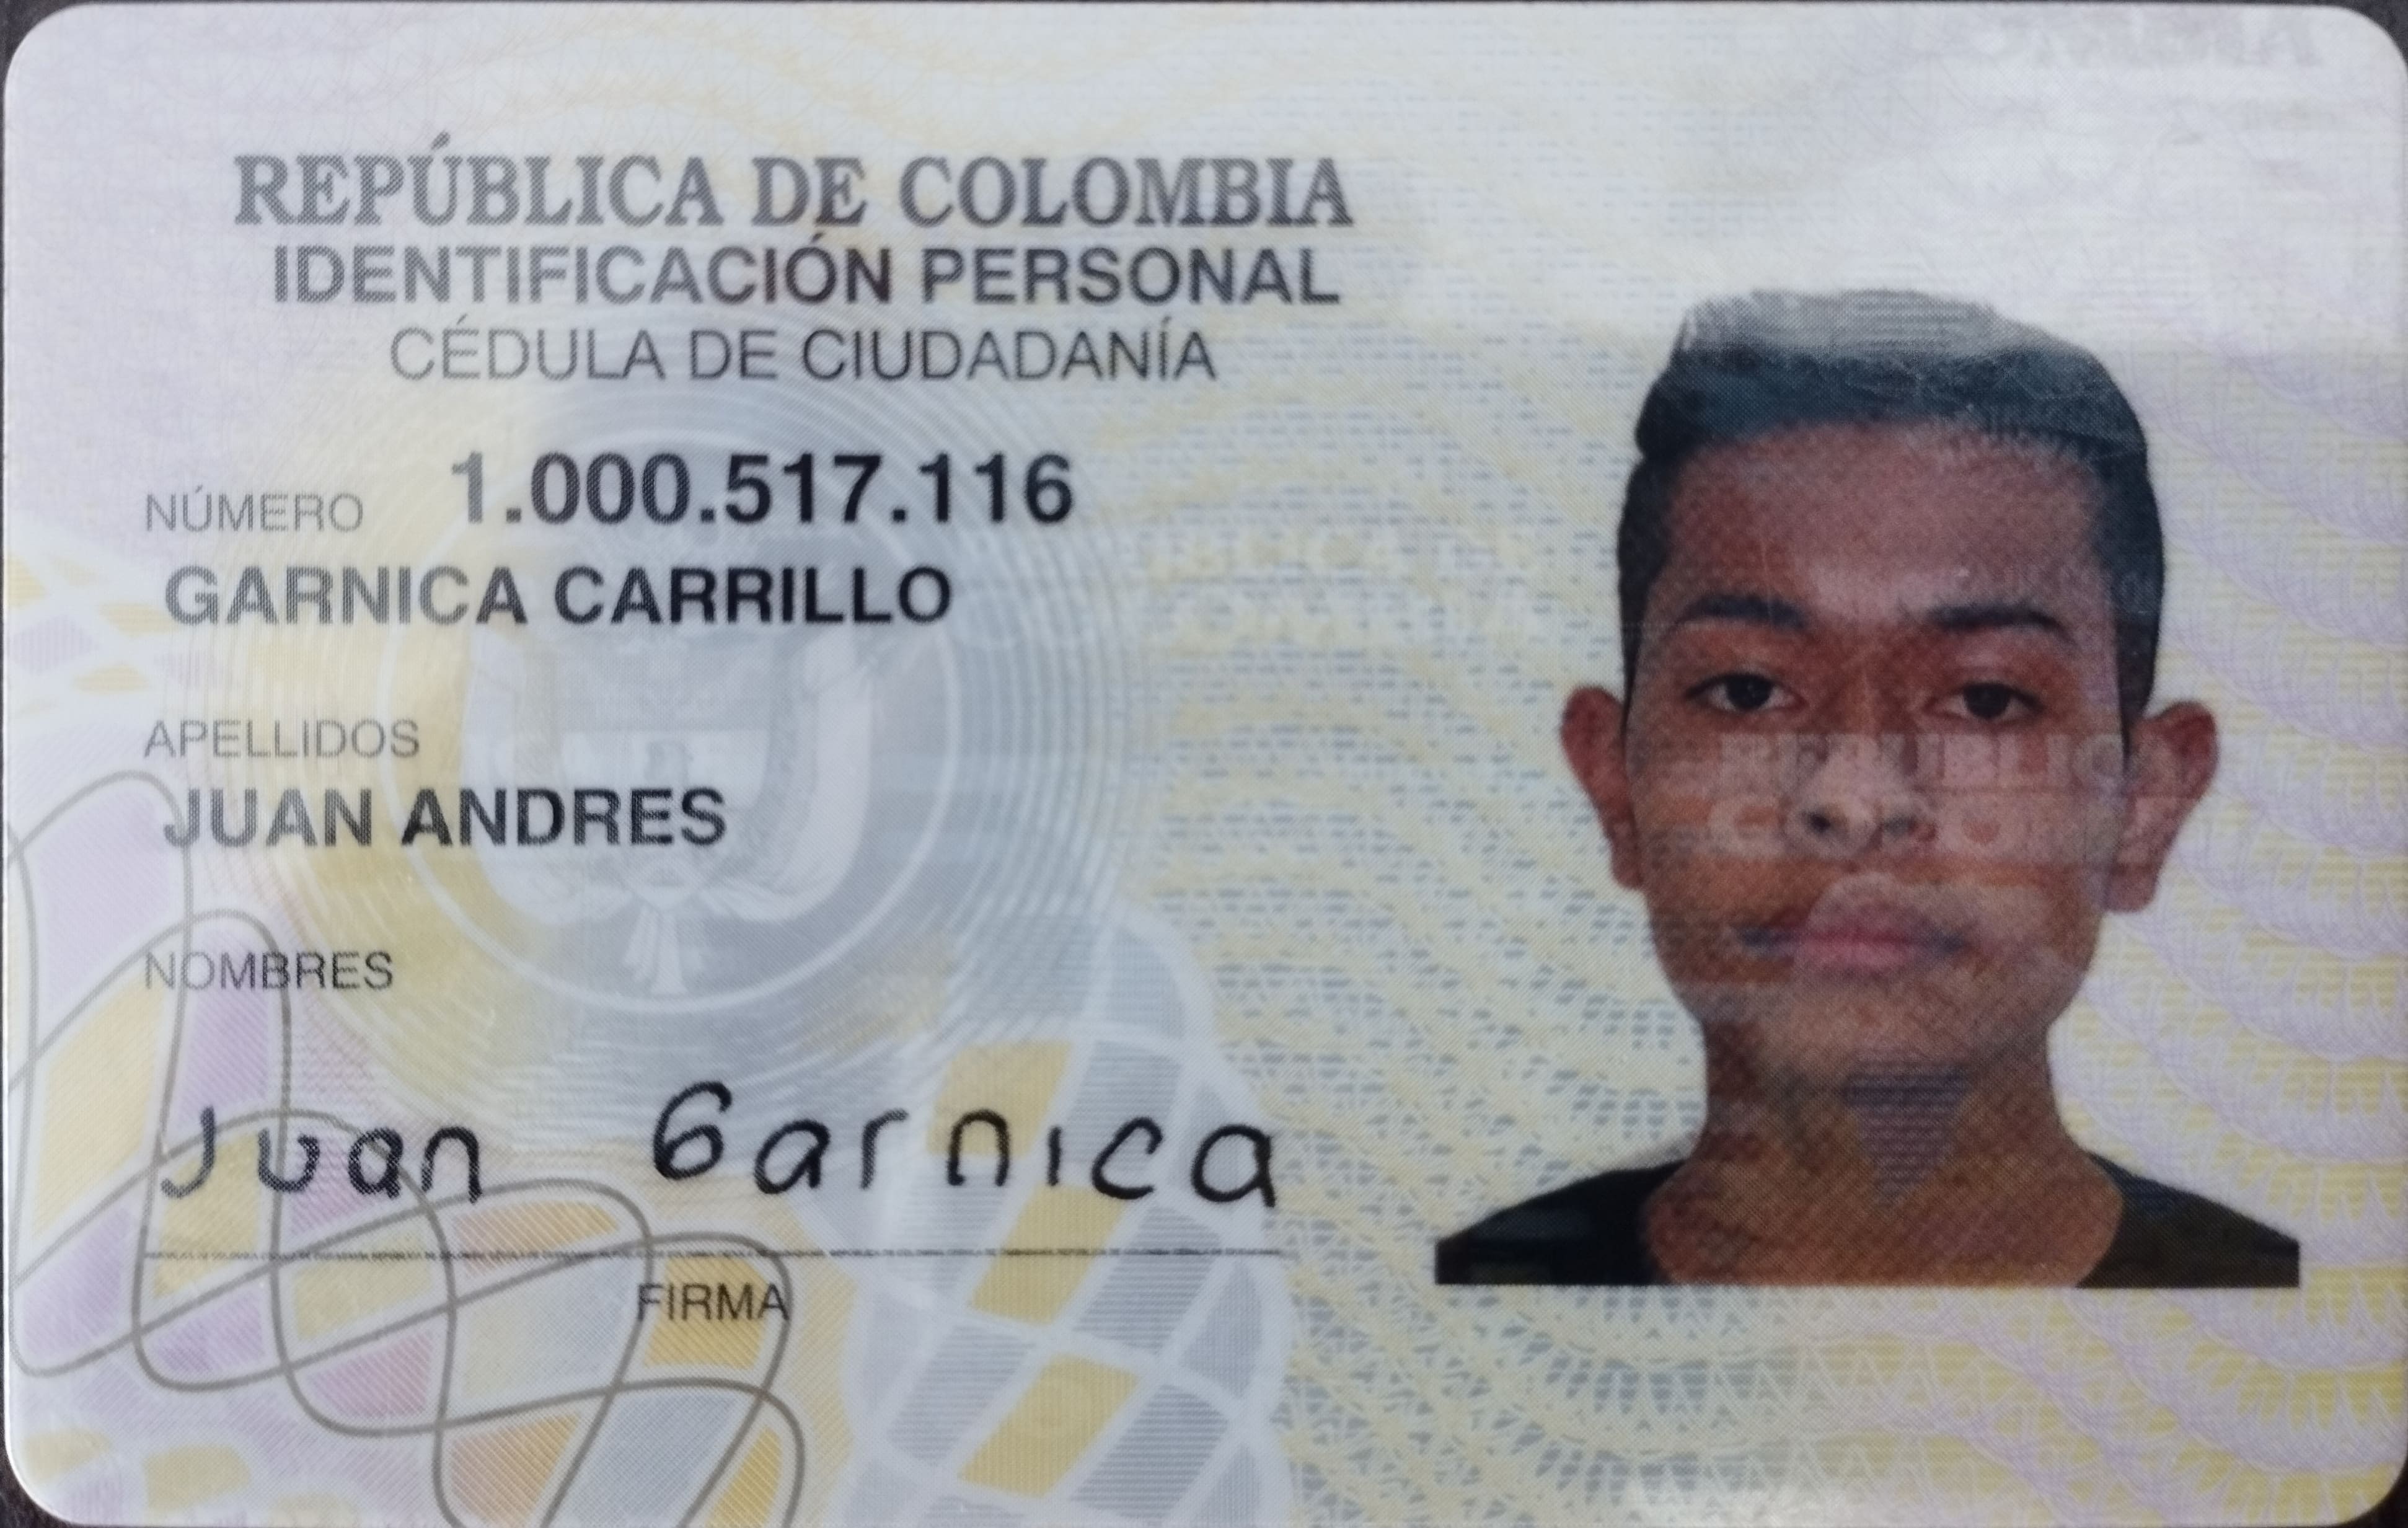 REPÚBLICA DE COLOMBIA
IDENTIFICACIÓN PERSONAL
CÉDULA DE CIUDADANÍA
NÚMERO 1.000.517.116
GARNICA CARRILLO
APELLIDOS
JUAN ANDRES
NOMBRES
Juan Garnica
FIRMA